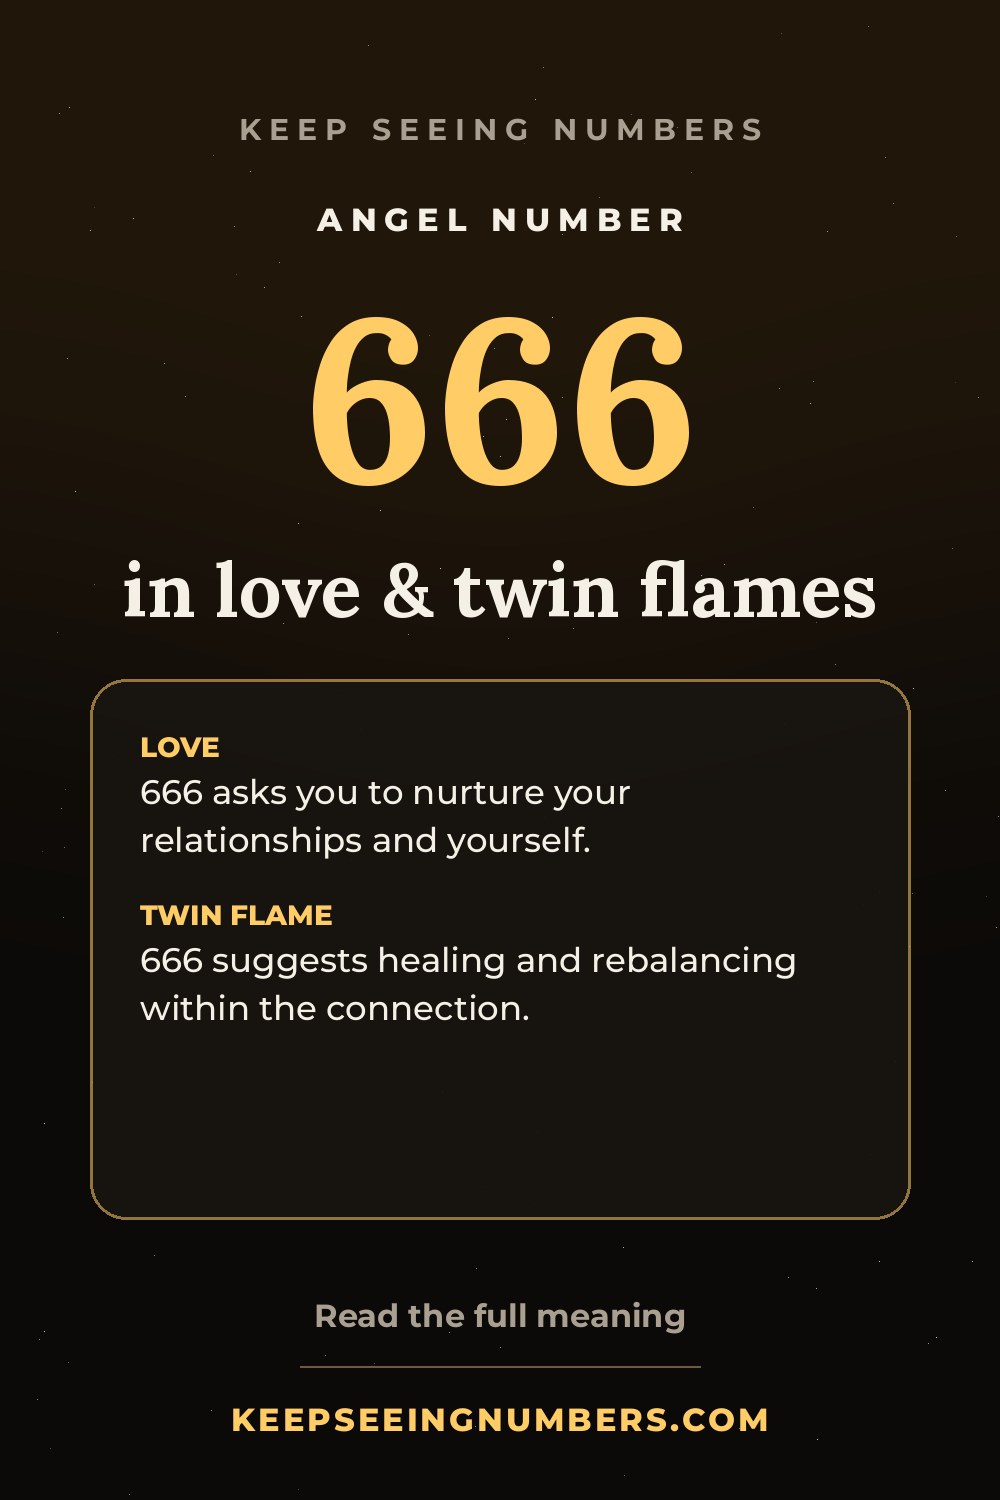 KEEP SEEING NUMBERS
ANGEL NUMBER
666
in love & twin flames
LOVE
666 asks you to nurture your
relationships and yourself.
TWIN FLAME
666 suggests healing and rebalancing
within the connection.
Read the full meaning
KEEPSEEINGNUMBERS.COM